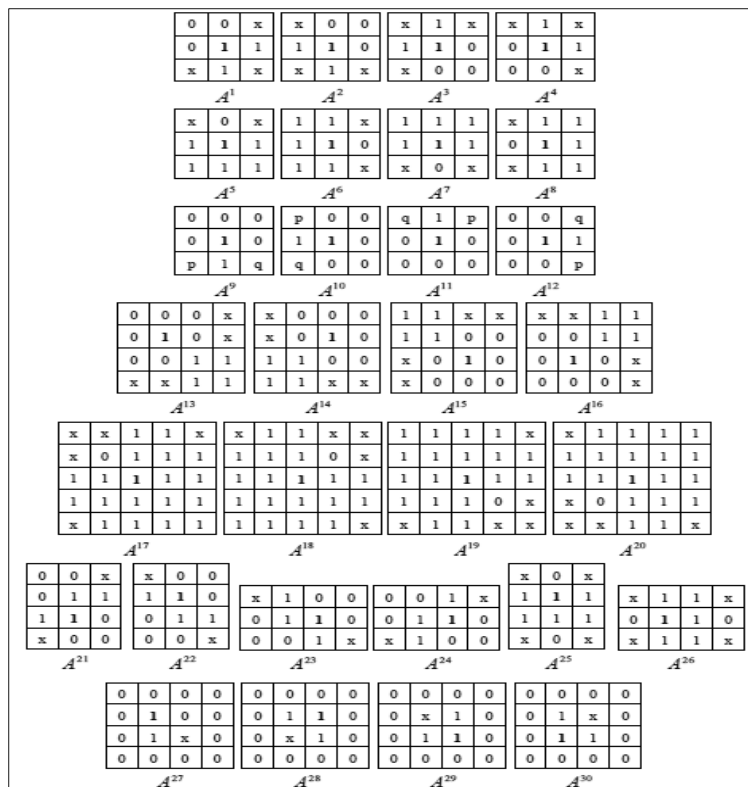 0 0 x x 0 0 x 1 x x 1 x
0 1 1 1 1 0 1 1 0 0 1 1
x 1 x x 1 x x 0 0 0 0 x
A¹ A² A³ A⁴
x 0 x 1 1 x 1 1 1 x 1 1
1 1 1 1 1 0 1 1 1 0 1 1
1 1 1 1 1 x x 0 x x 1 1
A⁵ A⁶ A⁷ A⁸
0 0 0 p 0 0 q 1 p 0 0 q
0 1 0 1 1 0 0 1 0 0 1 1
p 1 q q 0 0 0 0 0 0 0 p
A⁹ A¹⁰ A¹¹ A¹²
0 0 0 x x 0 0 0 1 1 x x x x 1 1
0 1 0 x x 0 1 0 1 1 0 0 0 0 1 1
0 0 1 1 1 1 0 0 x 0 1 0 0 1 0 x
x x 1 1 1 1 x x x 0 0 0 0 0 0 x
A¹³ A¹⁴ A¹⁵ A¹⁶
x x 1 1 x x 1 1 x x 1 1 1 1 x x 1 1 1 1
x 0 1 1 1 1 1 1 0 x 1 1 1 1 1 1 1 1 1 1
1 1 1 1 1 1 1 1 1 1 1 1 1 1 1 1 1 1 1 1
1 1 1 1 1 1 1 1 1 1 1 1 1 0 x x 0 1 1 1
x 1 1 1 1 1 1 1 1 x x 1 1 x x x x 1 1 x
A¹⁷ A¹⁸ A¹⁹ A²⁰
0 0 x x 0 0 x 0 x
0 1 1 1 1 0 x 1 0 0 0 0 1 x 1 1 1 x 1 1 x
1 1 0 0 1 1 0 1 1 0 0 1 1 0 1 1 1 0 1 1 0
x 0 0 0 0 x 0 0 1 x x 1 0 0 x 0 x x 1 1 x
A²¹ A²² A²³ A²⁴ A²⁵ A²⁶
0 0 0 0 0 0 0 0 0 0 0 0 0 0 0 0
0 1 0 0 0 1 1 0 0 x 1 0 0 1 x 0
0 1 x 0 0 x 1 0 0 1 1 0 0 1 1 0
0 0 0 0 0 0 0 0 0 0 0 0 0 0 0 0
A²⁷ A²⁸ A²⁹ A³⁰